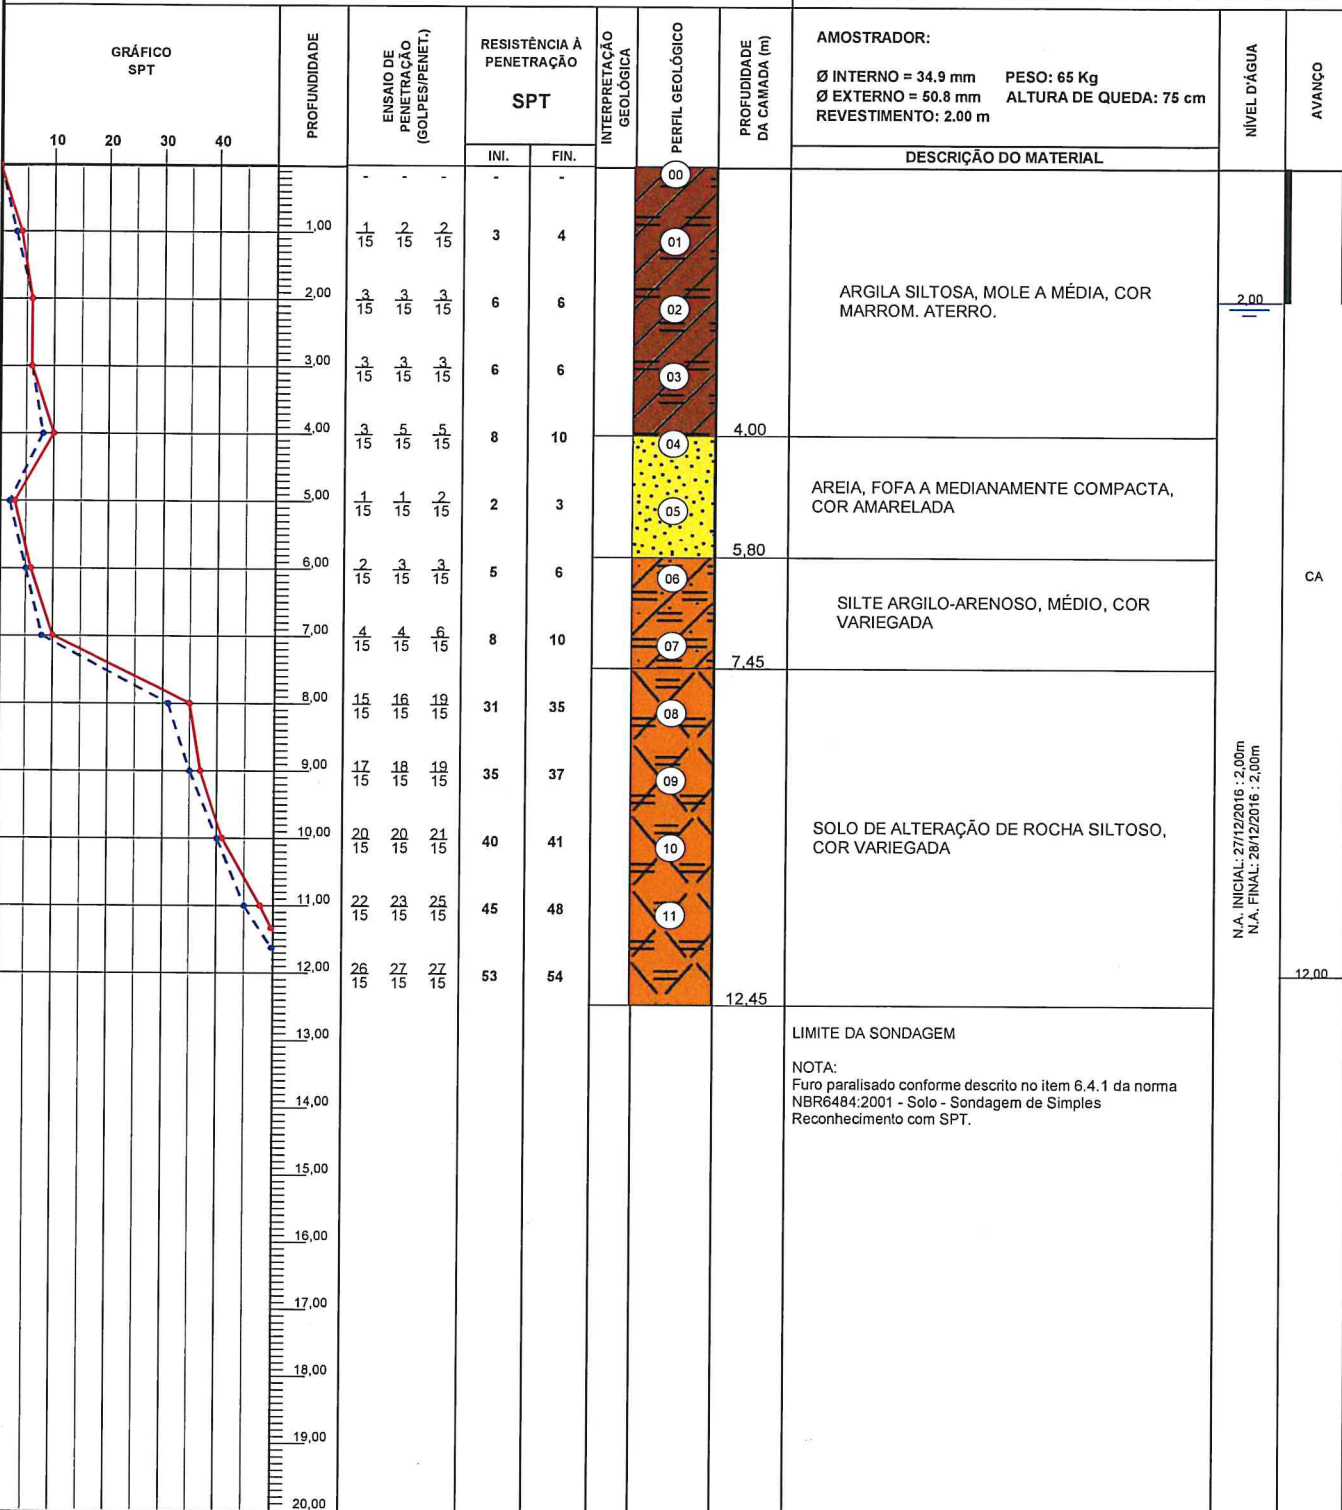 GRÁFICO
SPT
10 20 30 40
PROFUNDIDADE
ENSAIO DE
PENETRAÇÃO
(GOLPES/PENET.)
RESISTÊNCIA À
PENETRAÇÃO
SPT
INI. FIN.
INTERPRETAÇÃO
GEOLÓGICA
PERFIL GEOLÓGICO
PROFUDIDADE
DA CAMADA (m)
AMOSTRADOR:
Ø INTERNO = 34.9 mm PESO: 65 Kg
Ø EXTERNO = 50.8 mm ALTURA DE QUEDA: 75 cm
REVESTIMENTO: 2.00 m
DESCRIÇÃO DO MATERIAL
NÍVEL D'ÁGUA
AVANÇO
- - - - - 00
1,00 1/15 2/15 2/15 3 4 01
2,00 3/15 3/15 3/15 6 6 02
3,00 3/15 3/15 3/15 6 6 03
4,00 3/15 5/15 5/15 8 10 04
5,00 1/15 1/15 2/15 2 3 05
6,00 2/15 3/15 3/15 5 6 06
7,00 4/15 4/15 6/15 8 10 07
8,00 15/15 16/15 19/15 31 35 08
9,00 17/15 18/15 19/15 35 37 09
10,00 20/15 20/15 21/15 40 41 10
11,00 22/15 23/15 25/15 45 48 11
12,00 26/15 27/15 27/15 53 54
13,00
14,00
15,00
16,00
17,00
18,00
19,00
20,00
4,00
5,80
7,45
12,45
ARGILA SILTOSA, MOLE A MÉDIA, COR
MARROM. ATERRO.
AREIA, FOFA A MEDIANAMENTE COMPACTA,
COR AMARELADA
SILTE ARGILO-ARENOSO, MÉDIO, COR
VARIEGADA
SOLO DE ALTERAÇÃO DE ROCHA SILTOSO,
COR VARIEGADA
LIMITE DA SONDAGEM
NOTA:
Furo paralisado conforme descrito no item 6.4.1 da norma
NBR6484:2001 - Solo - Sondagem de Simples
Reconhecimento com SPT.
2,00
N.A. INICIAL: 27/12/2016 : 2,00m
N.A. FINAL: 28/12/2016 : 2,00m
CA
12,00